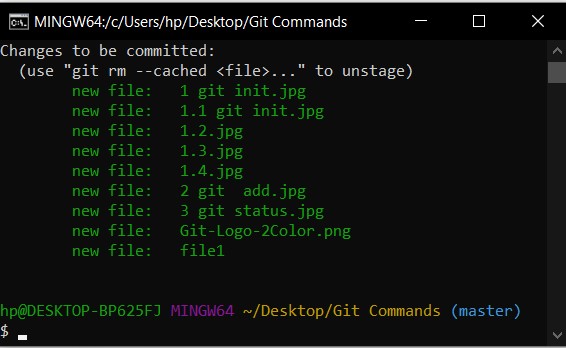 MINGW64:/c/Users/hp/Desktop/Git Commands
Changes to be committed:
  (use "git rm --cached <file>..." to unstage)
        new file:   1 git init.jpg
        new file:   1.1 git init.jpg
        new file:   1.2.jpg
        new file:   1.3.jpg
        new file:   1.4.jpg
        new file:   2 git  add.jpg
        new file:   3 git status.jpg
        new file:   Git-Logo-2Color.png
        new file:   file1
hp@DESKTOP-BP625FJ MINGW64 ~/Desktop/Git Commands (master)
$